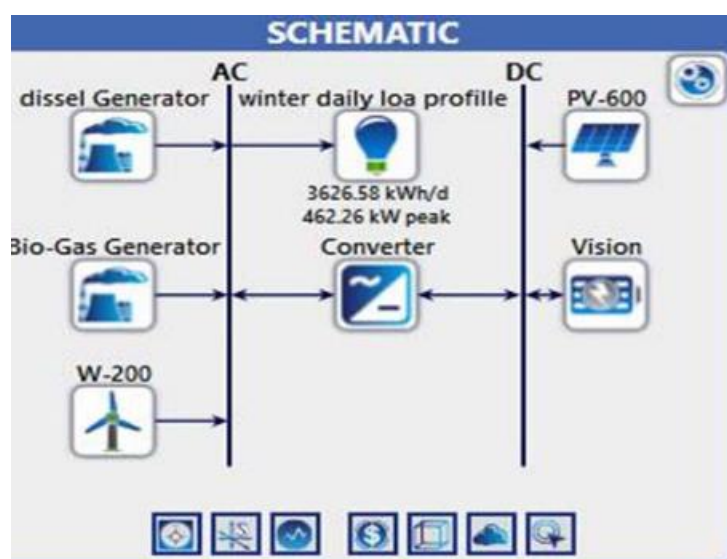 SCHEMATIC
AC
DC
dissel Generator
winter daily loa profille
PV-600
3626.58 kWh/d
462.26 kW peak
Bio-Gas Generator
Converter
Vision
W-200